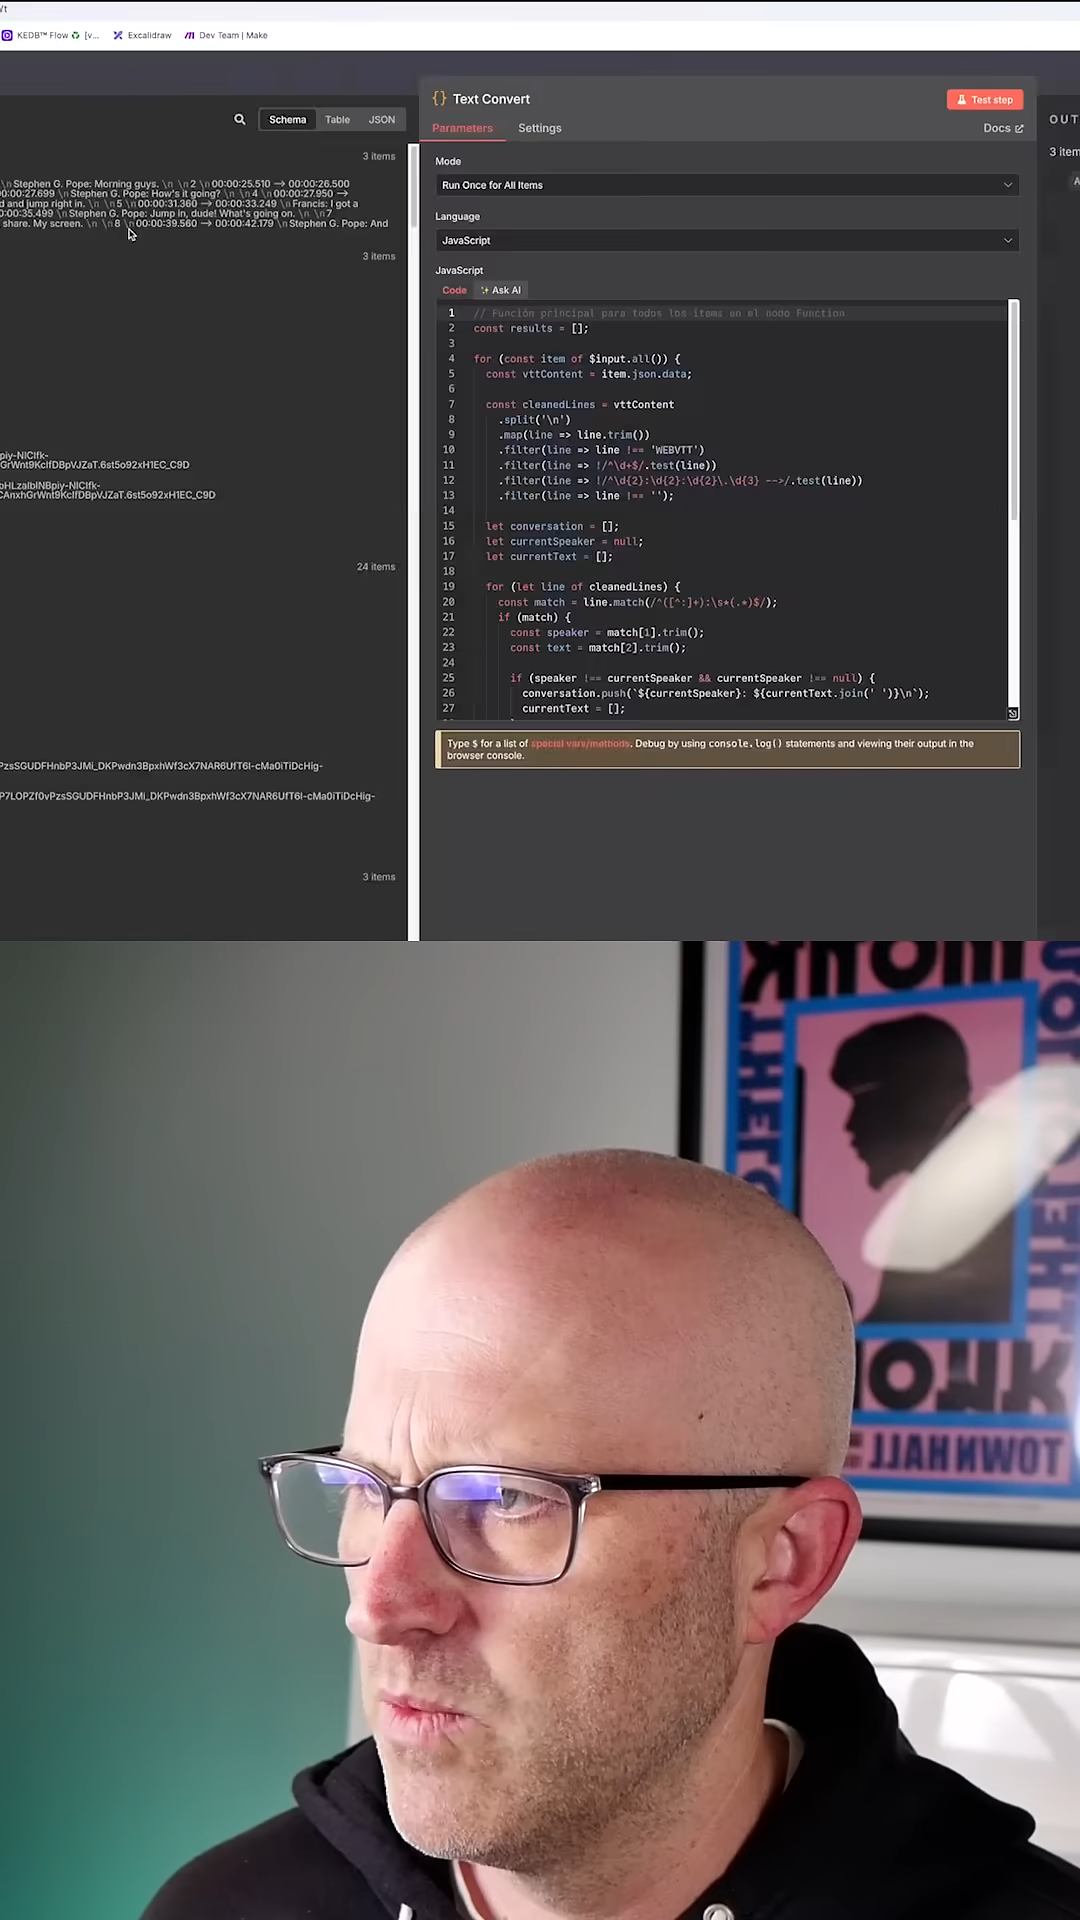 KEDB™ Flow ♻ [v...
Excalidraw
Dev Team | Make
Schema
Table
JSON
3 items
\n Stephen G. Pope: Morning guys. \n \n 2 \n 00:00:25.510 --> 00:00:26.500
00:27.699 \n Stephen G. Pope: How's it going? \n \n 4 \n 00:00:27.950 -->
d and jump right in. \n \n 5 \n 00:00:31.360 --> 00:00:33.249 \n Francis: I got a
00:35.499 \n Stephen G. Pope: Jump in, dude! What's going on. \n \n 7
share. My screen. \n \n 8 \n 00:00:39.560 --> 00:00:42.179 \n Stephen G. Pope: And
3 items
24 items
3 items
{} Text Convert
Test step
Parameters
Settings
Docs
Mode
Run Once for All Items
Language
JavaScript
JavaScript
Code
Ask AI
1 // Función principal para todos los items en el nodo Function
2 const results = [];
3
4 for (const item of $input.all()) {
5 const vttContent = item.json.data;
6
7 const cleanedLines = vttContent
8 .split('\n')
9 .map(line => line.trim())
10 .filter(line => line !== 'WEBVTT')
11 .filter(line => !/^\d+$/.test(line))
12 .filter(line => !/^\d{2}:\d{2}:\d{2}\.\d{3} -->/.test(line))
13 .filter(line => line !== '');
14
15 let conversation = [];
16 let currentSpeaker = null;
17 let currentText = [];
18
19 for (let line of cleanedLines) {
20 const match = line.match(/^([^:]+):\s*(.*)$/);
21 if (match) {
22 const speaker = match[1].trim();
23 const text = match[2].trim();
24
25 if (speaker !== currentSpeaker && currentSpeaker !== null) {
26 conversation.push(`${currentSpeaker}: ${currentText.join(' ')}\n`);
27 currentText = [];
Type $ for a list of special vars/methods. Debug by using console.log() statements and viewing their output in the
browser console.
OUT
3 item
MONK
TOWN HALL